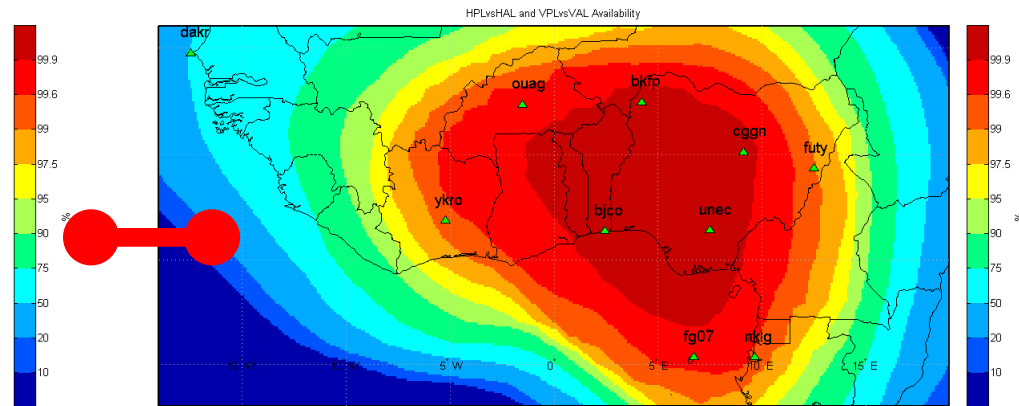 HPLvsHAL and VPLvsVAL Availability
99.9
99.6
99
97.5
95
90
75
50
20
10
%
dakr
ouag
bkfp
cggn
futy
ykro
bjco
unec
fg07
nklg
5 W
0°
5 E
10 E
15 E
99.9
99.6
99
97.5
95
90
75
50
20
10
%